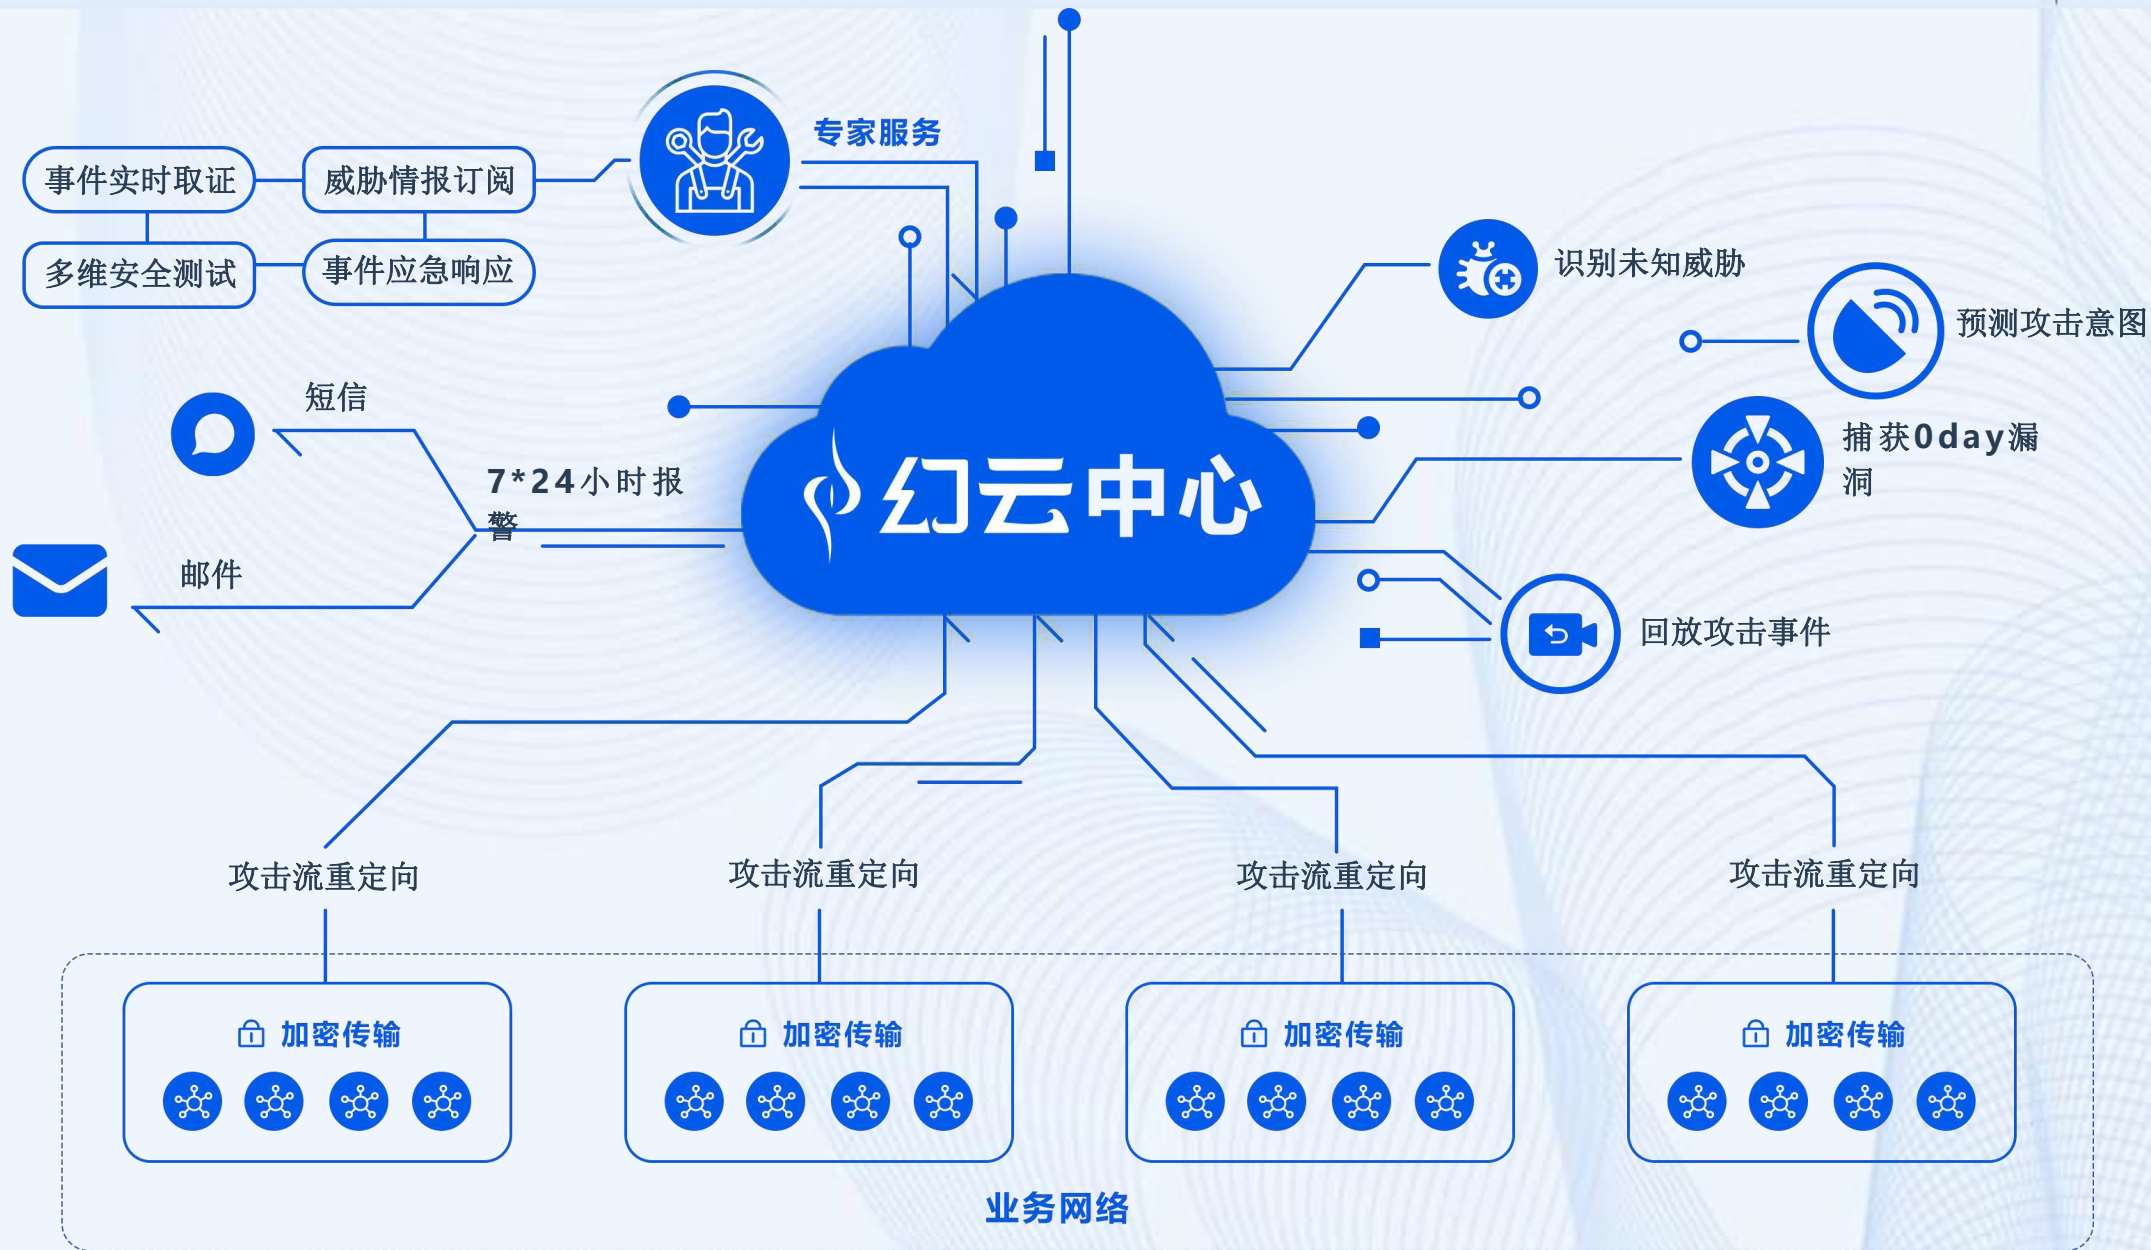 专家服务
事件实时取证
威胁情报订阅
多维安全测试
事件应急响应
识别未知威胁
预测攻击意图
短信
捕获0day漏
洞
7*24小时报
警
幻云中心
邮件
回放攻击事件
攻击流重定向
攻击流重定向
攻击流重定向
攻击流重定向
加密传输
加密传输
加密传输
加密传输
业务网络